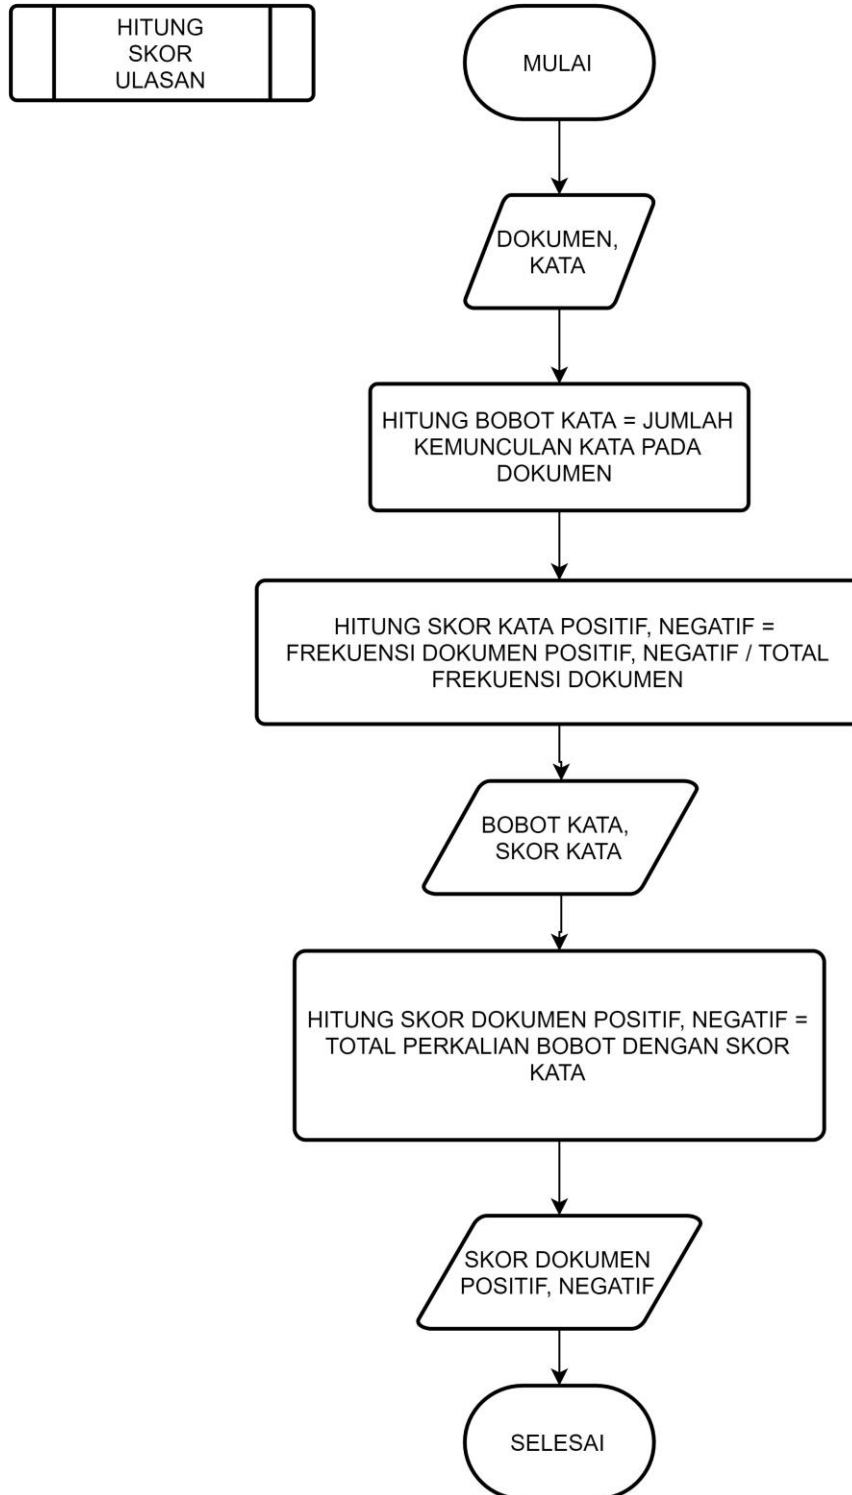 HITUNG
SKOR
ULASAN
MULAI
DOKUMEN,
KATA
HITUNG BOBOT KATA = JUMLAH
KEMUNCULAN KATA PADA
DOKUMEN
HITUNG SKOR KATA POSITIF, NEGATIF =
FREKUENSI DOKUMEN POSITIF, NEGATIF / TOTAL
FREKUENSI DOKUMEN
BOBOT KATA,
SKOR KATA
HITUNG SKOR DOKUMEN POSITIF, NEGATIF =
TOTAL PERKALIAN BOBOT DENGAN SKOR
KATA
SKOR DOKUMEN
POSITIF, NEGATIF
SELESAI